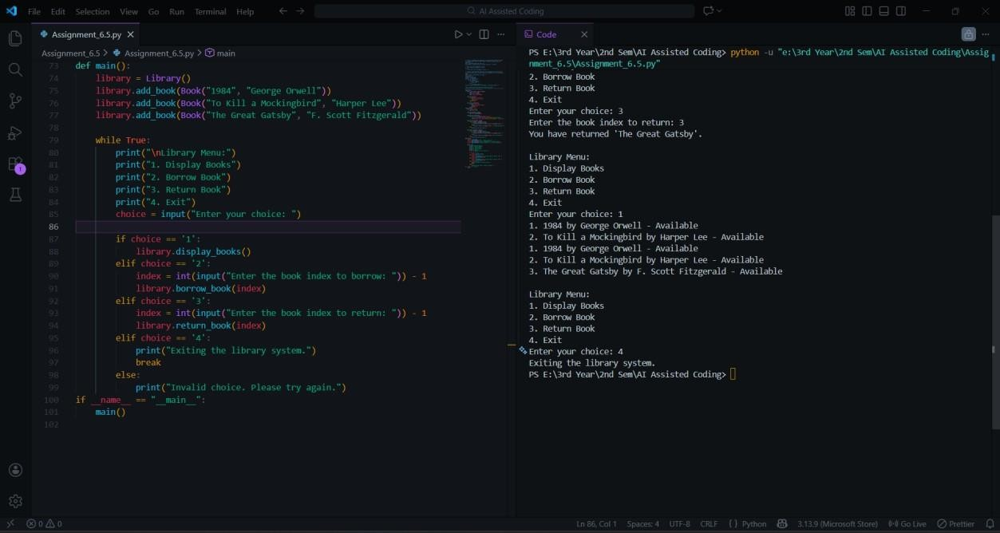 File Edit Selection View Go Run Terminal Help
AI Assisted Coding
Assignment_6.5.py
Assignment_6.5 > Assignment_6.5.py > main
73 def main():
74 library = Library()
75 library.add_book(Book("1984", "George Orwell"))
76 library.add_book(Book("To Kill a Mockingbird", "Harper Lee"))
77 library.add_book(Book("The Great Gatsby", "F. Scott Fitzgerald"))
78
79 while True:
80 print("\nLibrary Menu:")
81 print("1. Display Books")
82 print("2. Borrow Book")
83 print("3. Return Book")
84 print("4. Exit")
85 choice = input("Enter your choice: ")
86
87 if choice == '1':
88 library.display_books()
89 elif choice == '2':
90 index = int(input("Enter the book index to borrow: ")) - 1
91 library.borrow_book(index)
92 elif choice == '3':
93 index = int(input("Enter the book index to return: ")) - 1
94 library.return_book(index)
95 elif choice == '4':
96 print("Exiting the library system.")
97 break
98 else:
99 print("Invalid choice. Please try again.")
100 if __name__ == "__main__":
101 main()
102
1
Code
PS E:\3rd Year\2nd Sem\AI Assisted Coding> python -u "e:\3rd Year\2nd Sem\AI Assisted Coding\Assig
nment_6.5\Assignment_6.5.py"
2. Borrow Book
3. Return Book
4. Exit
Enter your choice: 3
Enter the book index to return: 3
You have returned 'The Great Gatsby'.

Library Menu:
1. Display Books
2. Borrow Book
3. Return Book
4. Exit
Enter your choice: 1
1. 1984 by George Orwell - Available
2. To Kill a Mockingbird by Harper Lee - Available
1. 1984 by George Orwell - Available
2. To Kill a Mockingbird by Harper Lee - Available
3. The Great Gatsby by F. Scott Fitzgerald - Available

Library Menu:
1. Display Books
2. Borrow Book
3. Return Book
4. Exit
Enter your choice: 4
Exiting the library system.
PS E:\3rd Year\2nd Sem\AI Assisted Coding>
0 0
Ln 86, Col 1 Spaces: 4 UTF-8 CRLF { } Python 3.13.9 (Microsoft Store) Go Live Prettier